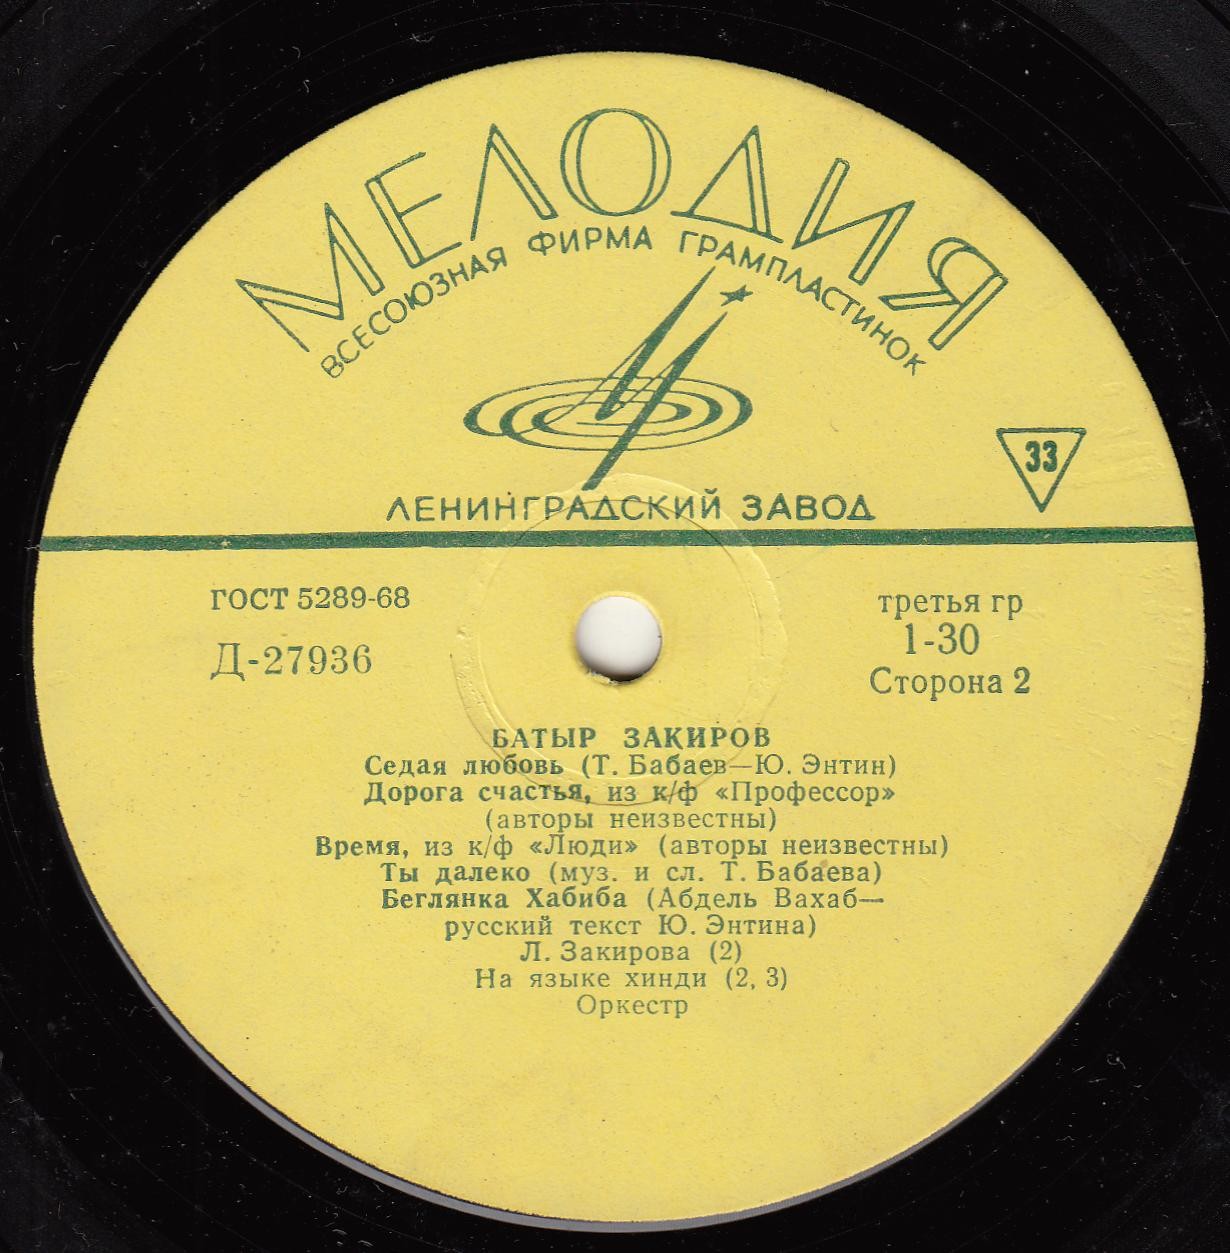 МЕЛОДИЯ
ВСЕСОЮЗНАЯ ФИРМА ГРАМПЛАСТИНОК
33
ЛЕНИНГРАДСКИЙ ЗАВОД
ГОСТ 5289-68
Д-27936
третья гр
1-30
Сторона 2
БАТЫР ЗАКИРОВ
Седая любовь (Т. Бабаев—Ю. Энтин)
Дорога счастья, из к/ф «Профессор»
(авторы неизвестны)
Время, из к/ф «Люди» (авторы неизвестны)
Ты далеко (муз. и сл. Т. Бабаева)
Беглянка Хабиба (Абдель Вахаб—
русский текст Ю. Энтина)
Л. Закирова (2)
На языке хинди (2, 3)
Оркестр